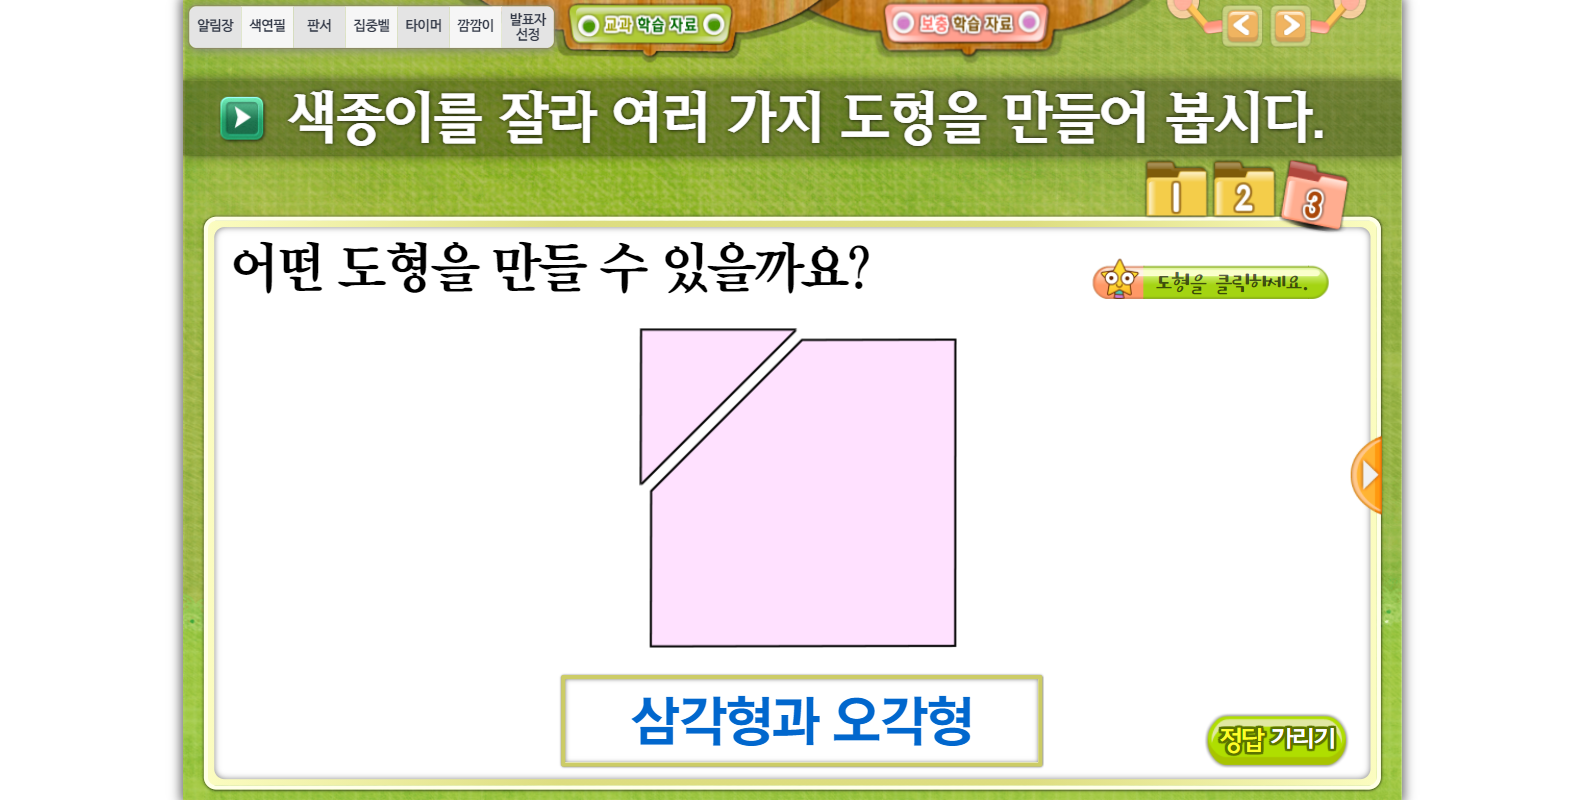 알림장 색연필 판서 집중벨 타이머 깜깜이 발표자 선정
교과 학습 자료
보충 학습 자료
색종이를 잘라 여러 가지 도형을 만들어 봅시다.
1 2 3
어떤 도형을 만들 수 있을까요?
도형을 클릭하세요.
삼각형과 오각형
정답 가리기